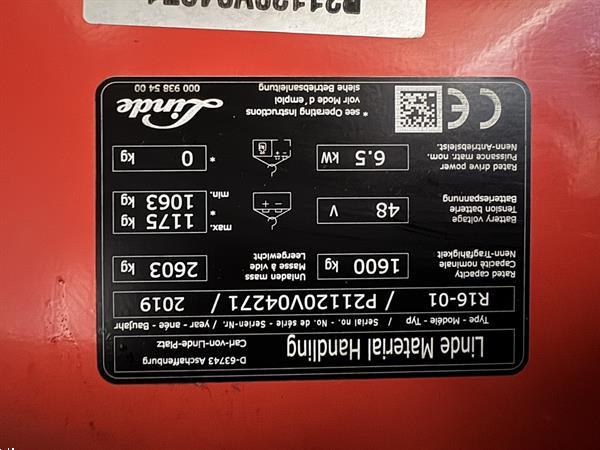 Linde Material Handling
Carl-von-Linde-Platz
D-63743 Aschaffenburg
Type - Modèle - Typ / Serial no. - No. de série - Serien-Nr. / year - année - Baujahr
R16-01 / P21120V04271 / 2019
Rated capacity
Capacité nominale
Nenn-Tragfähigkeit
1600 kg
Unladen mass
Masse à vide
Leergewicht
2603 kg
Battery voltage
Tension batterie
Batteriespannung
48 V
max. 1175 kg *
min. 1063 kg
Rated drive power
Puissance motr. nom.
Nenn-Antriebsleist.
6.5 kW
0 kg *
CE
* see Operating Instructions
voir Mode d'emploi
siehe Betriebsanleitung
Linde
000 938 54 00